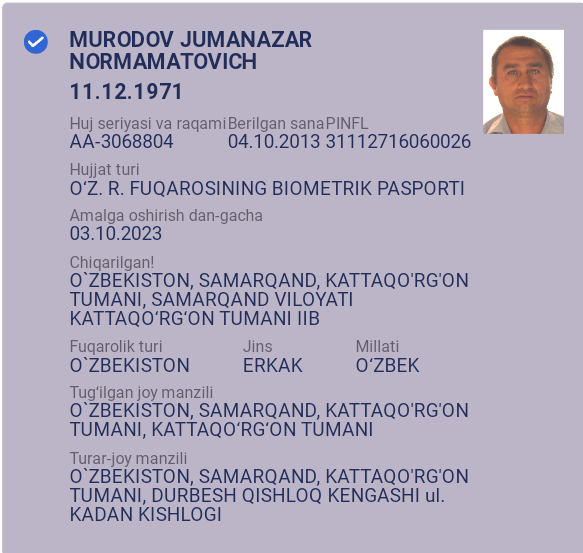 MURODOV JUMANAZAR
NORMAMATOVICH
11.12.1971
Huj seriyasi va raqami Berilgan sana PINFL
AA-3068804 04.10.2013 31112716060026
Hujjat turi
O‘Z. R. FUQAROSINING BIOMETRIK PASPORTI
Amalga oshirish dan-gacha
03.10.2023
Chiqarilgan!
O`ZBEKISTON, SAMARQAND, KATTAQO'RG'ON
TUMANI, SAMARQAND VILOYATI
KATTAQO‘RG‘ON TUMANI IIB
Fuqarolik turi Jins Millati
O`ZBEKISTON ERKAK O‘ZBEK
Tug‘ilgan joy manzili
O`ZBEKISTON, SAMARQAND, KATTAQO'RG'ON
TUMANI, KATTAQO‘RG‘ON TUMANI
Turar-joy manzili
O`ZBEKISTON, SAMARQAND, KATTAQO'RG'ON
TUMANI, DURBESH QISHLOQ KENGASHI ul.
KADAN KISHLOGI